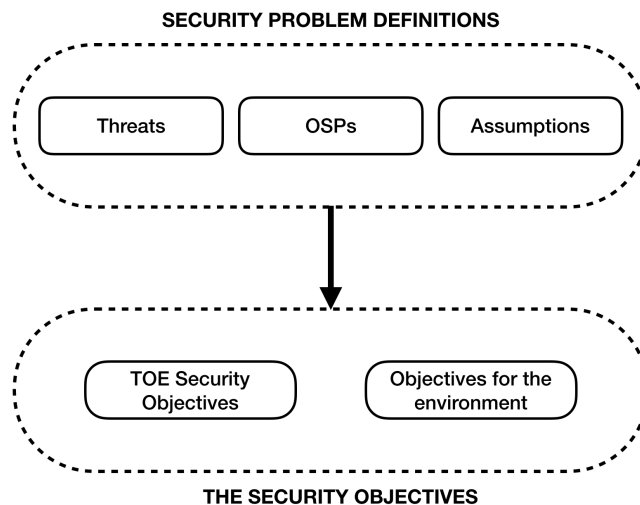 SECURITY PROBLEM DEFINITIONS
Threats
OSPs
Assumptions
TOE Security
Objectives
Objectives for the
environment
THE SECURITY OBJECTIVES